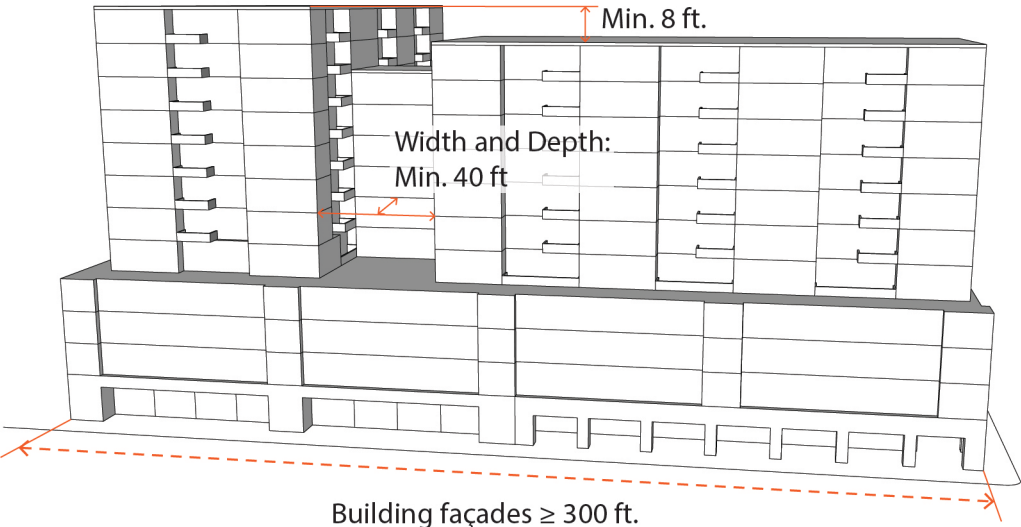 Min. 8 ft.
Width and Depth:
Min. 40 ft
Building façades ≥ 300 ft.